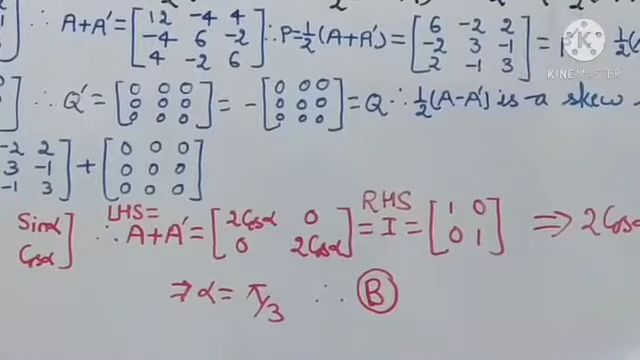 ∴ A+A' = [12 -4 4; -4 6 -2; 4 -2 6] ∴ P = 1/2 (A+A') = [6 -2 2; -2 3 -1; 2 -1 3] = P' 1/2
∴ Q' = [0 0 0; 0 0 0; 0 0 0] = - [0 0 0; 0 0 0; 0 0 0] = Q ∴ 1/2 (A-A') is a skew
-2 2; 3 -1; -1 3] + [0 0 0; 0 0 0; 0 0 0]
Sinα; Cosα] ∴ LHS = A+A' = [2Cosα 0; 0 2Cosα] = RHS I = [1 0; 0 1] ⇒ 2Cosα
⇒ α = π/3 ∴ (B)
KINEMASTER